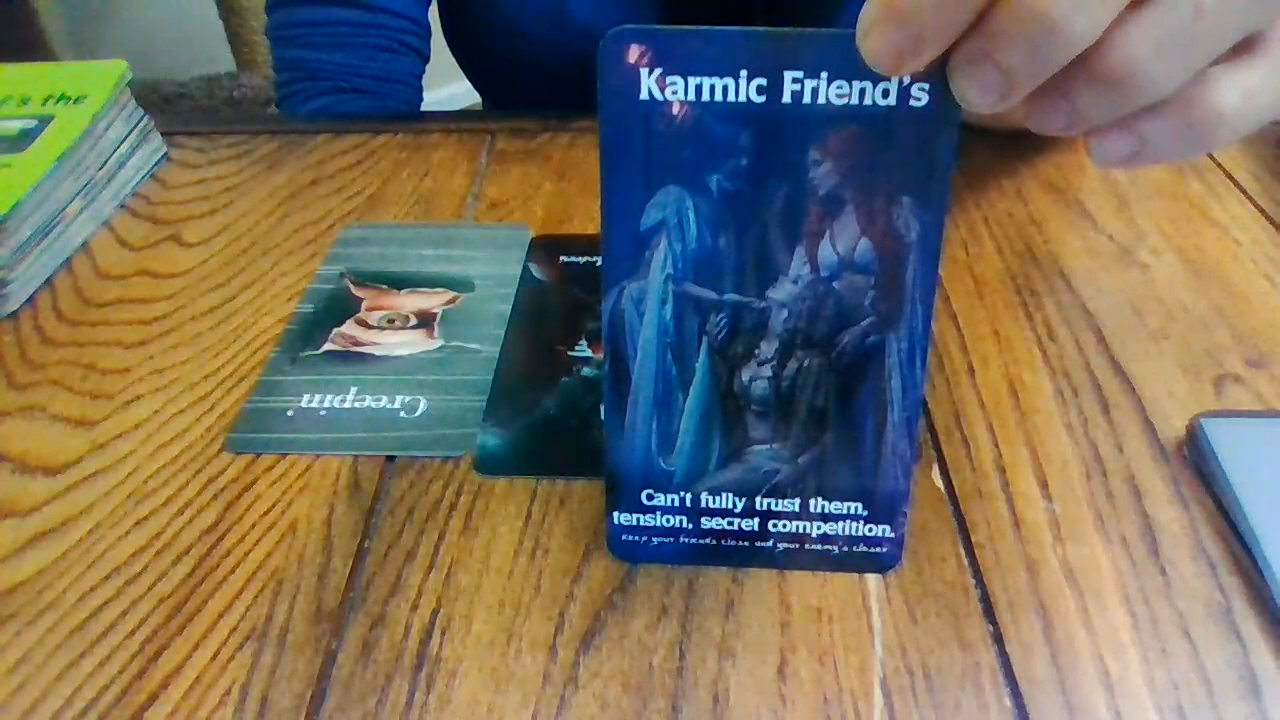 's the
Karmic Friend's
Creepin'
Can't fully trust them,
tension, secret competition.
Keep your friends close and your enemy's closer